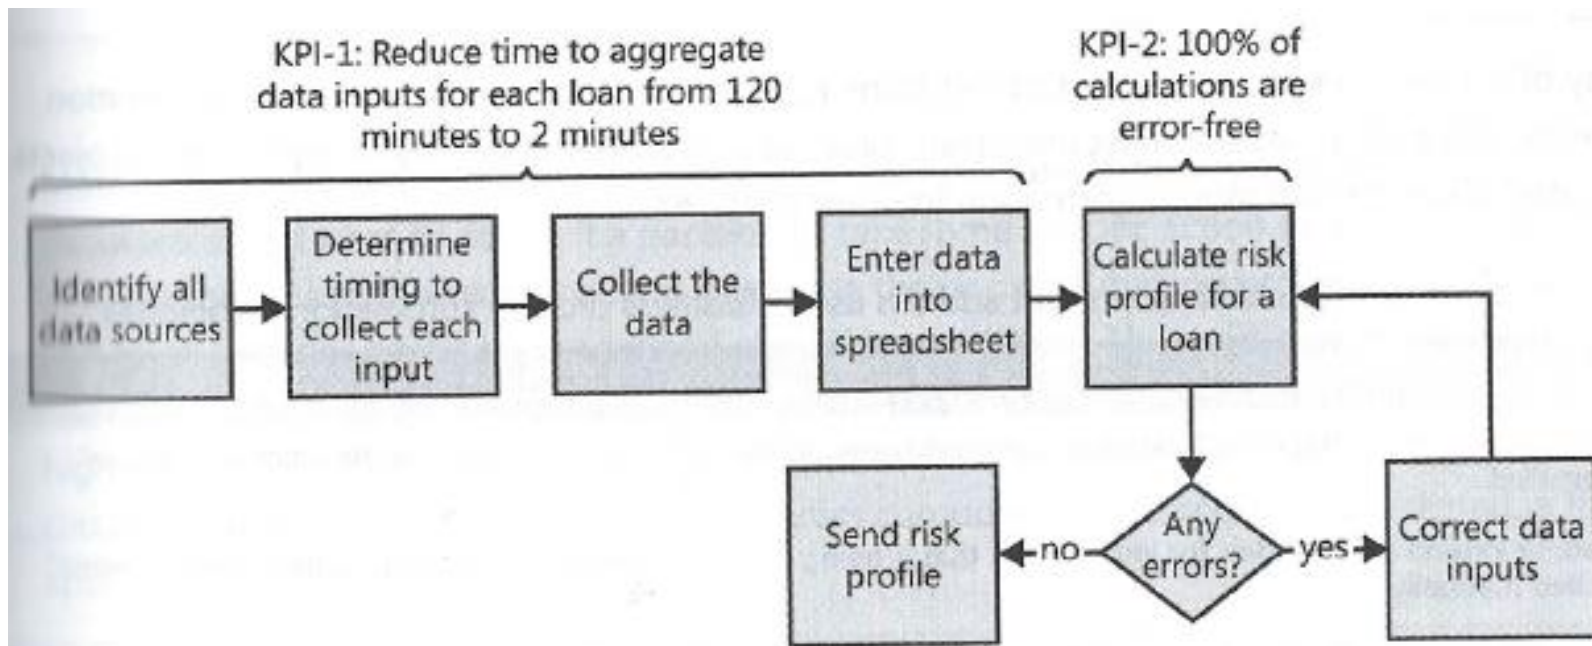 KPI-1: Reduce time to aggregate
data inputs for each loan from 120
minutes to 2 minutes
KPI-2: 100% of
calculations are
error-free
Identify all
data sources
Determine
timing to
collect each
input
Collect the
data
Enter data
into
spreadsheet
Calculate risk
profile for a
loan
Send risk
profile
no
Any
errors?
yes
Correct data
inputs